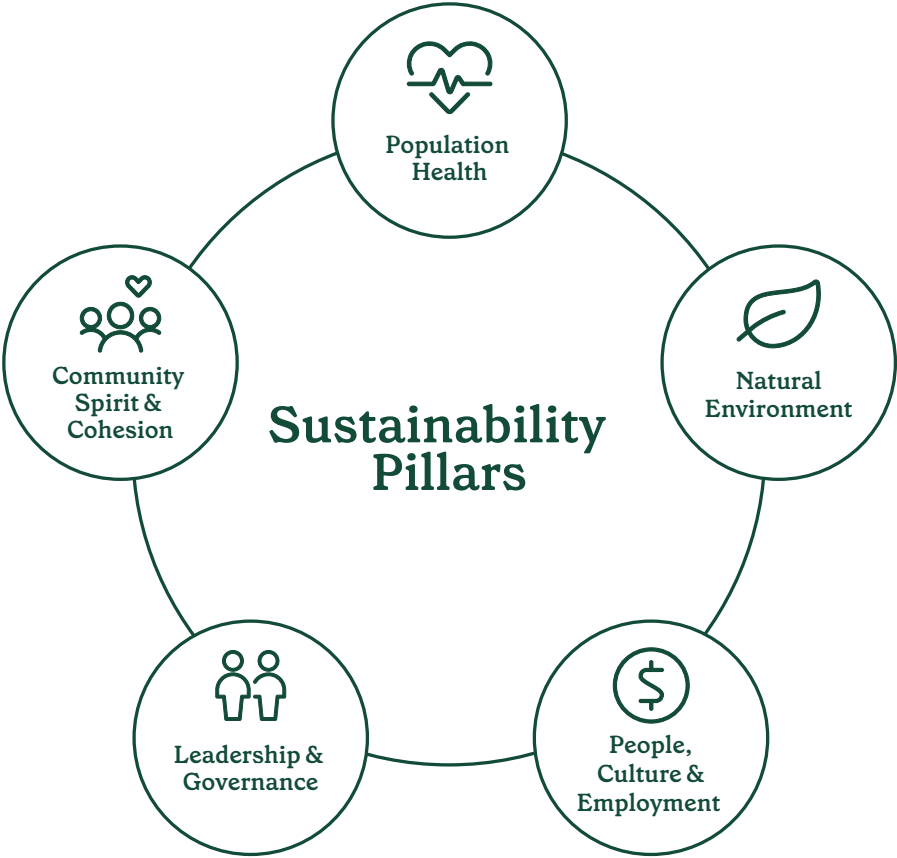 Population
Health
Natural
Environment
People,
Culture &
Employment
Leadership &
Governance
Community
Spirit &
Cohesion
Sustainability
Pillars
$